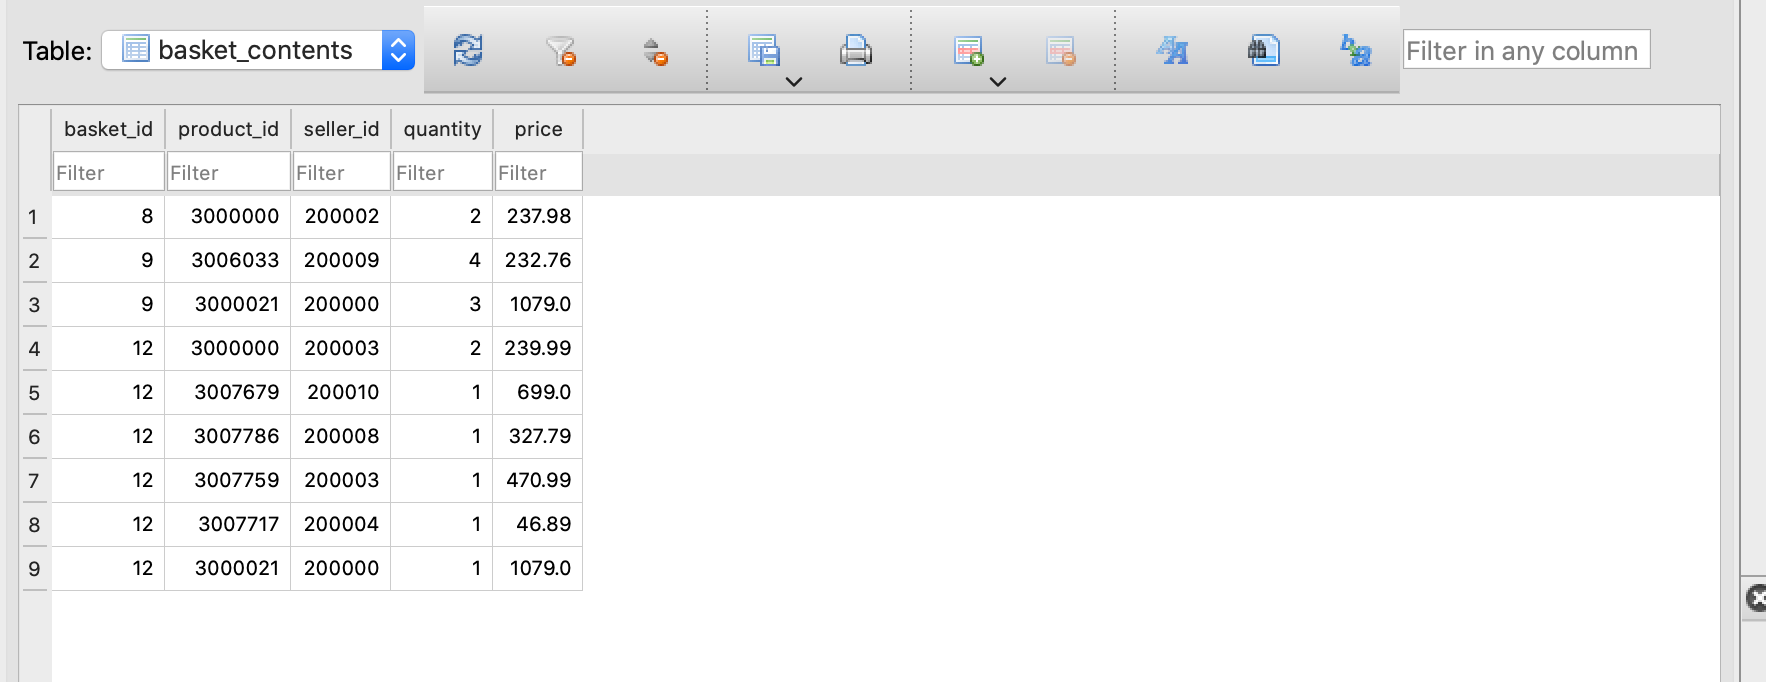 Table: basket_contents Filter in any column
basket_id product_id seller_id quantity price
Filter Filter Filter Filter Filter
1 8 3000000 200002 2 237.98
2 9 3006033 200009 4 232.76
3 9 3000021 200000 3 1079.0
4 12 3000000 200003 2 239.99
5 12 3007679 200010 1 699.0
6 12 3007786 200008 1 327.79
7 12 3007759 200003 1 470.99
8 12 3007717 200004 1 46.89
9 12 3000021 200000 1 1079.0